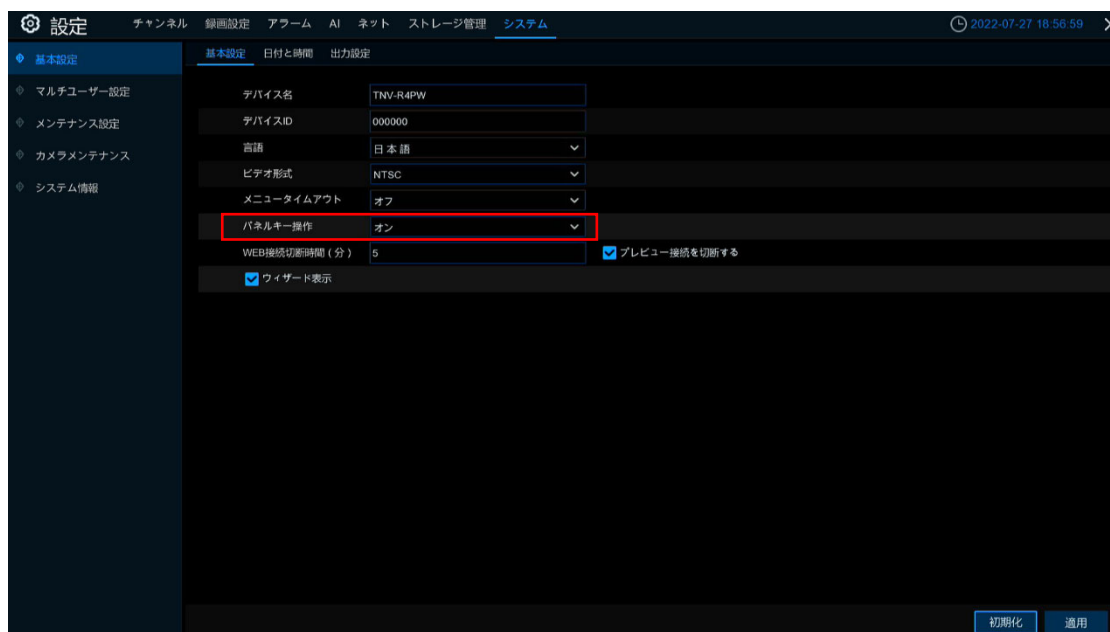 設定 チャンネル 録画設定 アラーム AI ネット ストレージ管理 システム 2022-07-27 18:56:59
基本設定 日付と時間 出力設定
基本設定
マルチユーザー設定
メンテナンス設定
カメラメンテナンス
システム情報
デバイス名 TNV-R4PW
デバイスID 000000
言語 日本語
ビデオ形式 NTSC
メニュータイムアウト オフ
パネルキー操作 オン
WEB接続切断時間(分) 5 プレビュー接続を切断する
ウィザード表示
初期化 適用